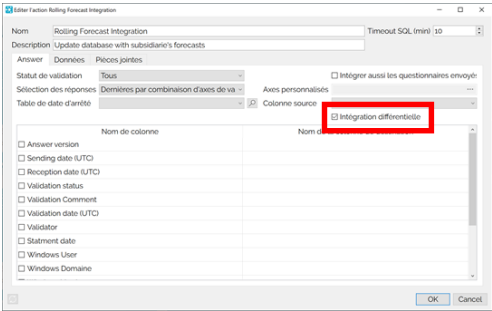 Editer l'action Rolling Forecast Integration
Nom Rolling Forecast Integration Timeout SQL (min) 10
Description Update database with subsidiarie's forecasts
Answer Données Pièces jointes
Statut de validation Tous Intégrer aussi les questionnaires envoyés
Sélection des réponses Dernières par combinaison d'axes de va Axes personnalisés ...
Table de date d'arrêté Colonne source
Intégration différentielle
Nom de colonne Nom de
Answer version
Sending date (UTC)
Reception date (UTC)
Validation status
Validation Comment
Validation date (UTC)
Validator
Statment date
Windows User
Windows Domaine
OK Cancel